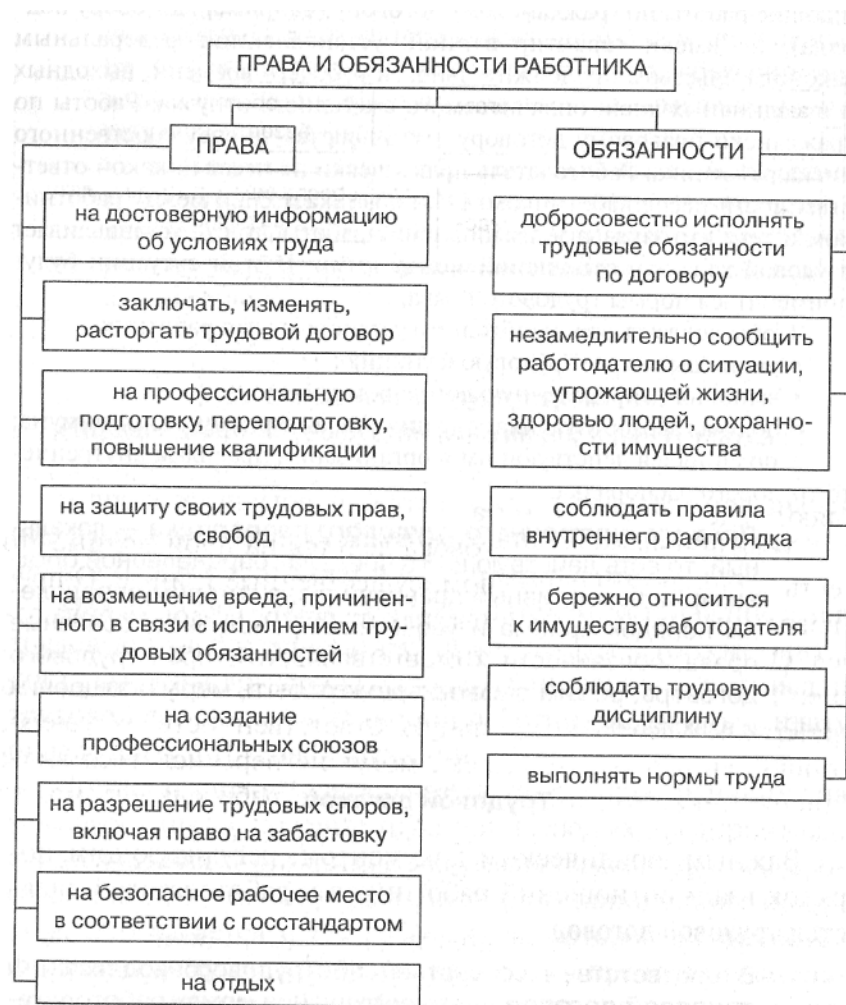 ПРАВА И ОБЯЗАННОСТИ РАБОТНИКА
ПРАВА
на достоверную информацию
об условиях труда
заключать, изменять,
расторгать трудовой договор
на профессиональную
подготовку, переподготовку,
повышение квалификации
на защиту своих трудовых прав,
свобод
на возмещение вреда, причинен-
ного в связи с исполнением тру-
довых обязанностей
на создание
профессиональных союзов
на разрешение трудовых споров,
включая право на забастовку
на безопасное рабочее место
в соответствии с госстандартом
на отдых
ОБЯЗАННОСТИ
добросовестно исполнять
трудовые обязанности
по договору
незамедлительно сообщить
работодателю о ситуации,
угрожающей жизни,
здоровью людей, сохранно-
сти имущества
соблюдать правила
внутреннего распорядка
бережно относиться
к имуществу работодателя
соблюдать трудовую
дисциплину
выполнять нормы труда